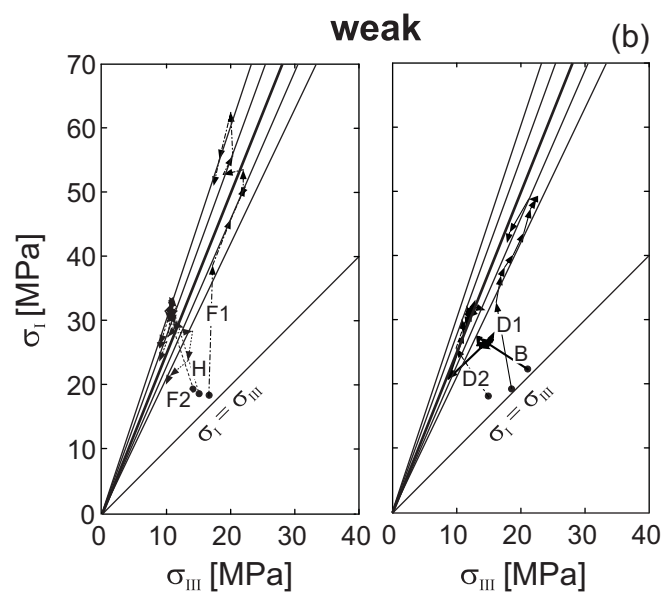 weak
(b)
70
60
50
40
30
20
10
0
σI [MPa]
F1
H
F2
σI = σIII
0 10 20 30 40
σIII [MPa]
D1
B
D2
σI = σIII
0 10 20 30 40
σIII [MPa]